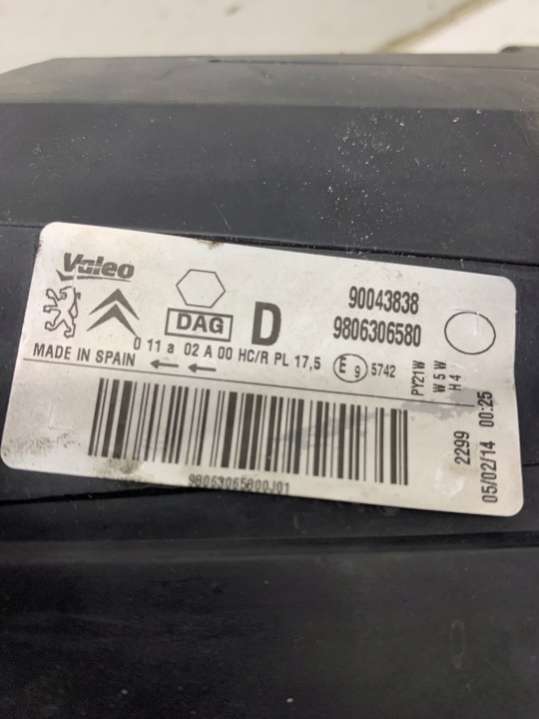 Valeo
90043838
DAG D 9806306580
0 11 a 02 A 00 HC/R PL 17,5 E 9 5742
MADE IN SPAIN
PY21W
W5W
H4
2299
05/02/14 00:25
98063065800J01